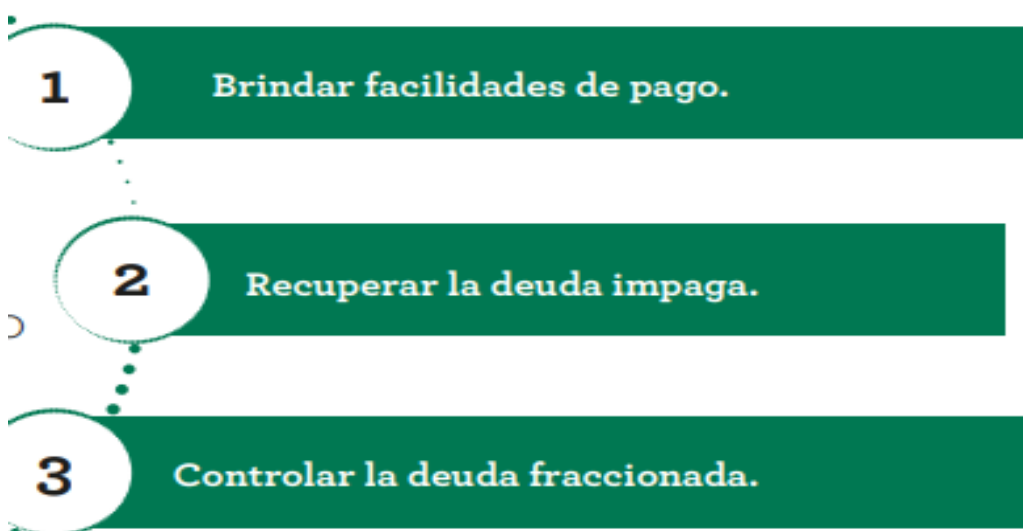 1
Brindar facilidades de pago.
2
Recuperar la deuda impaga.
3
Controlar la deuda fraccionada.